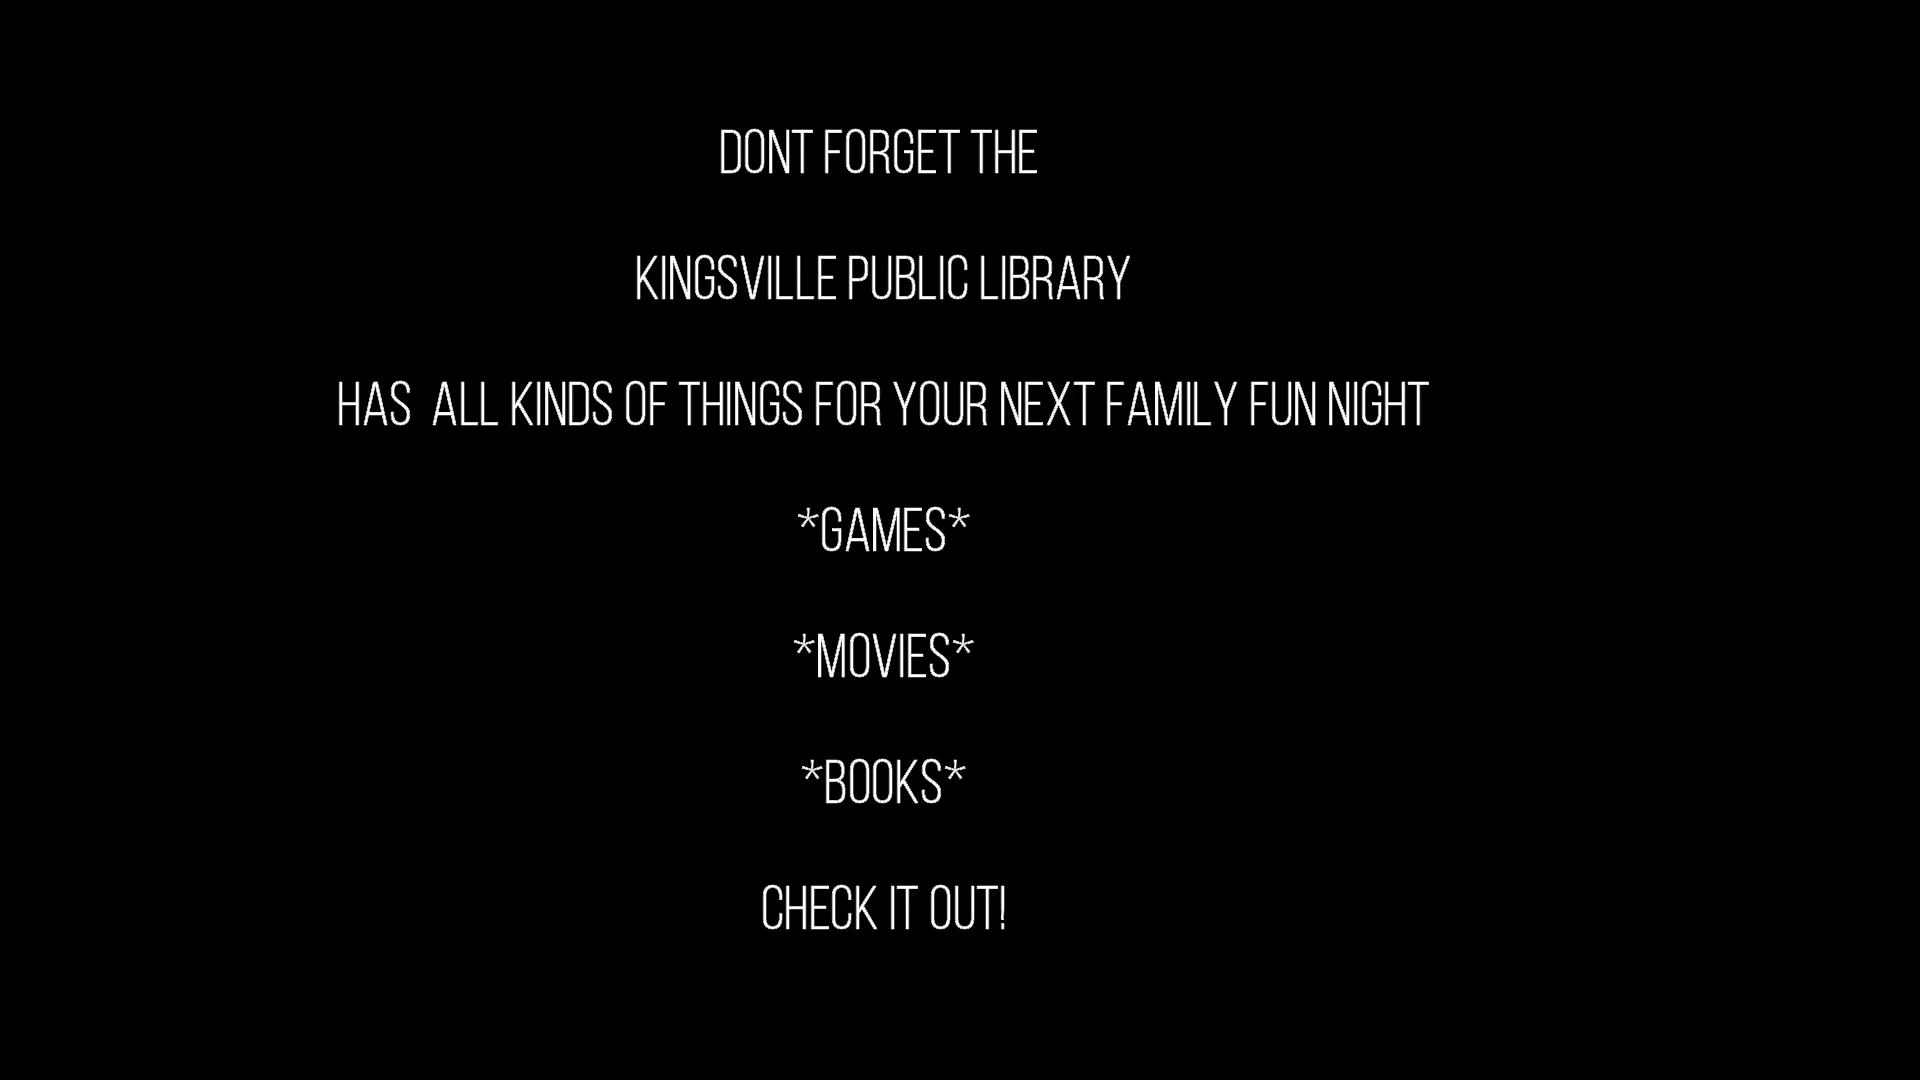 DONT FORGET THE
KINGSVILLE PUBLIC LIBRARY
HAS  ALL KINDS OF THINGS FOR YOUR NEXT FAMILY FUN NIGHT
*GAMES*
*MOVIES*
*BOOKS*
CHECK IT OUT!